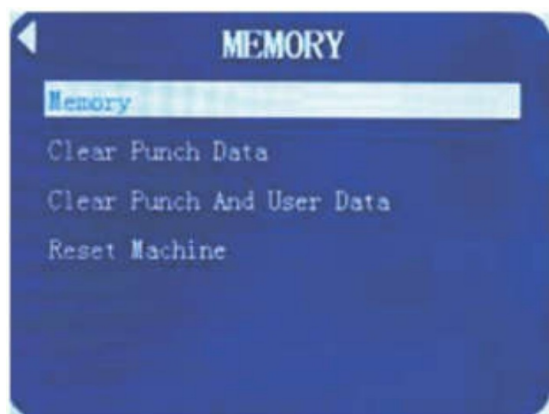 MEMORY
Memory
Clear Punch Data
Clear Punch And User Data
Reset Machine